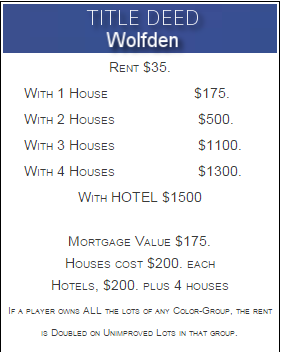 TITLE DEED
Wolfden
RENT $35.
WITH 1 HOUSE $175.
WITH 2 HOUSES $500.
WITH 3 HOUSES $1100.
WITH 4 HOUSES $1300.
WITH HOTEL $1500
MORTGAGE VALUE $175.
HOUSES COST $200. EACH
HOTELS, $200. PLUS 4 HOUSES
IF A PLAYER OWNS ALL THE LOTS OF ANY COLOR-GROUP, THE RENT
IS DOUBLED ON UNIMPROVED LOTS IN THAT GROUP.